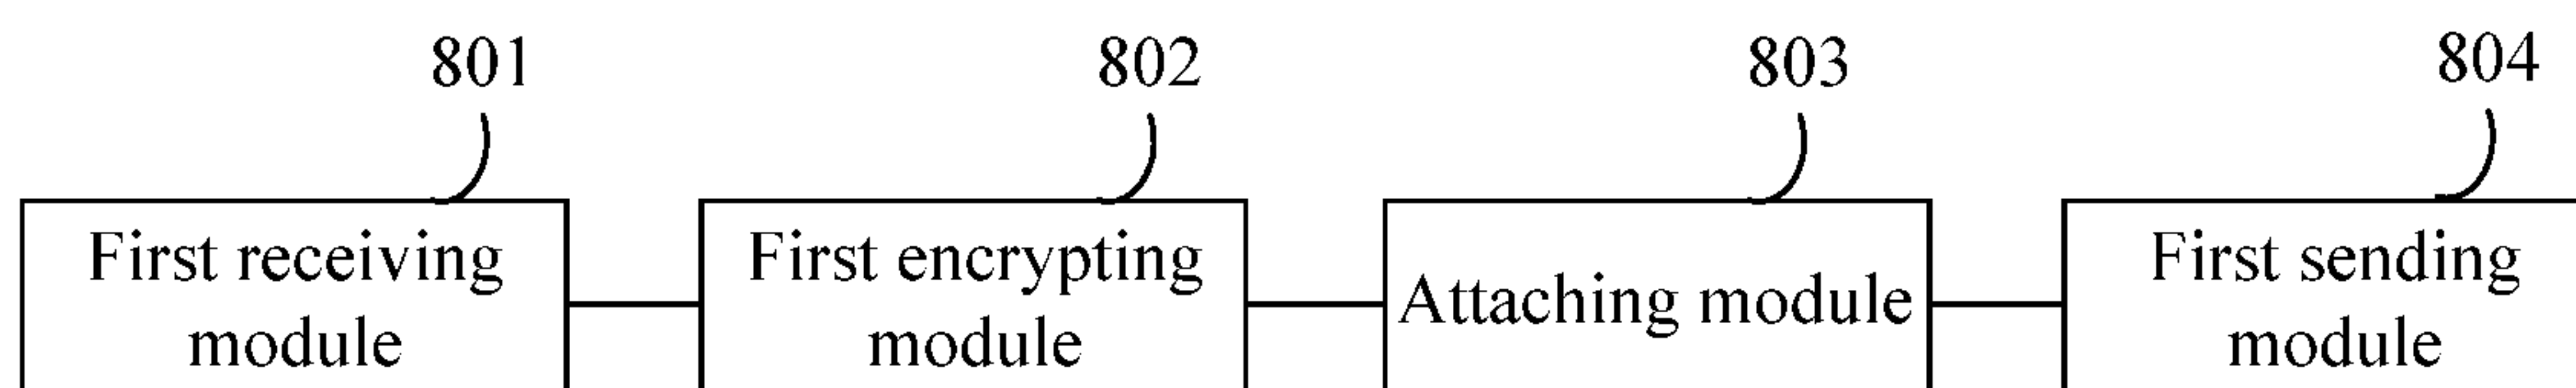 801
802
803
804
First receiving
module
First encrypting
module
Attaching module
First sending
module